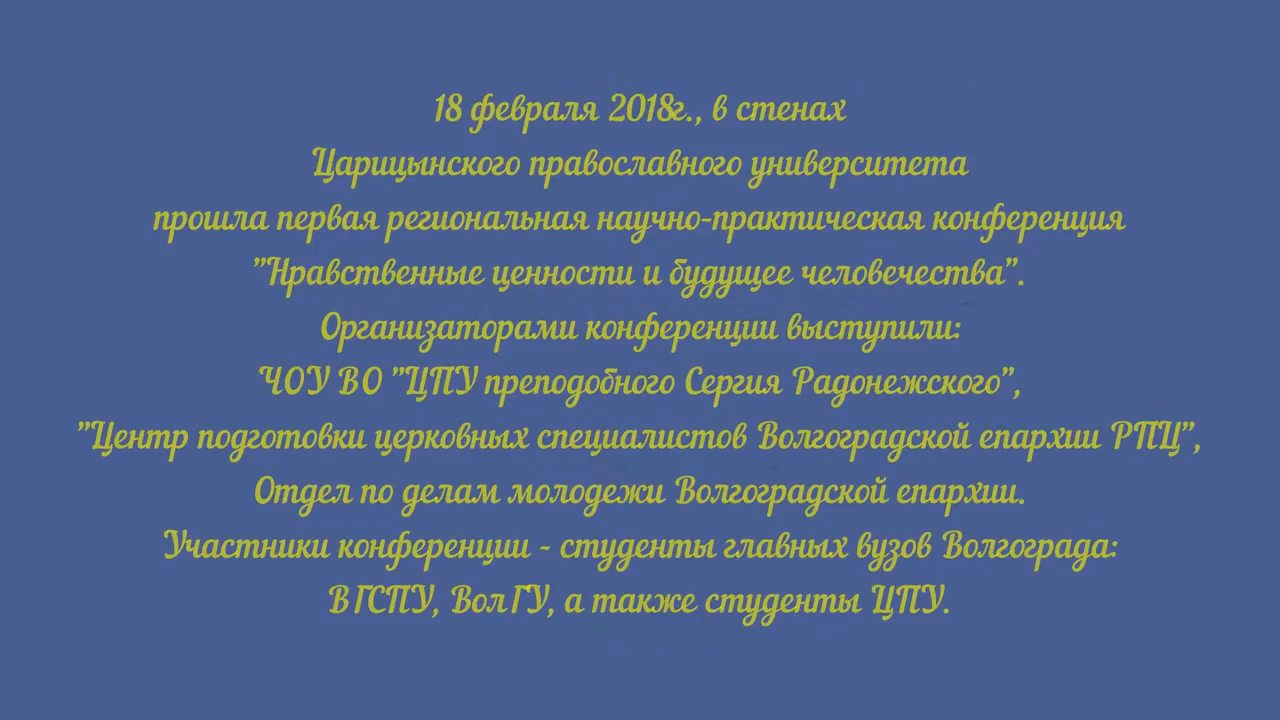 18 февраля 2018г., в стенах
Царицынского православного университета
прошла первая региональная научно-практическая конференция
"Нравственные ценности и будущее человечества".
Организаторами конференции выступили:
ЧОУ ВО "ЦПУ преподобного Сергия Радонежского",
"Центр подготовки церковных специалистов Волгоградской епархии РПЦ",
Отдел по делам молодежи Волгоградской епархии.
Участники конференции - студенты главных вузов Волгограда:
ВГСПУ, ВолГУ, а также студенты ЦПУ.